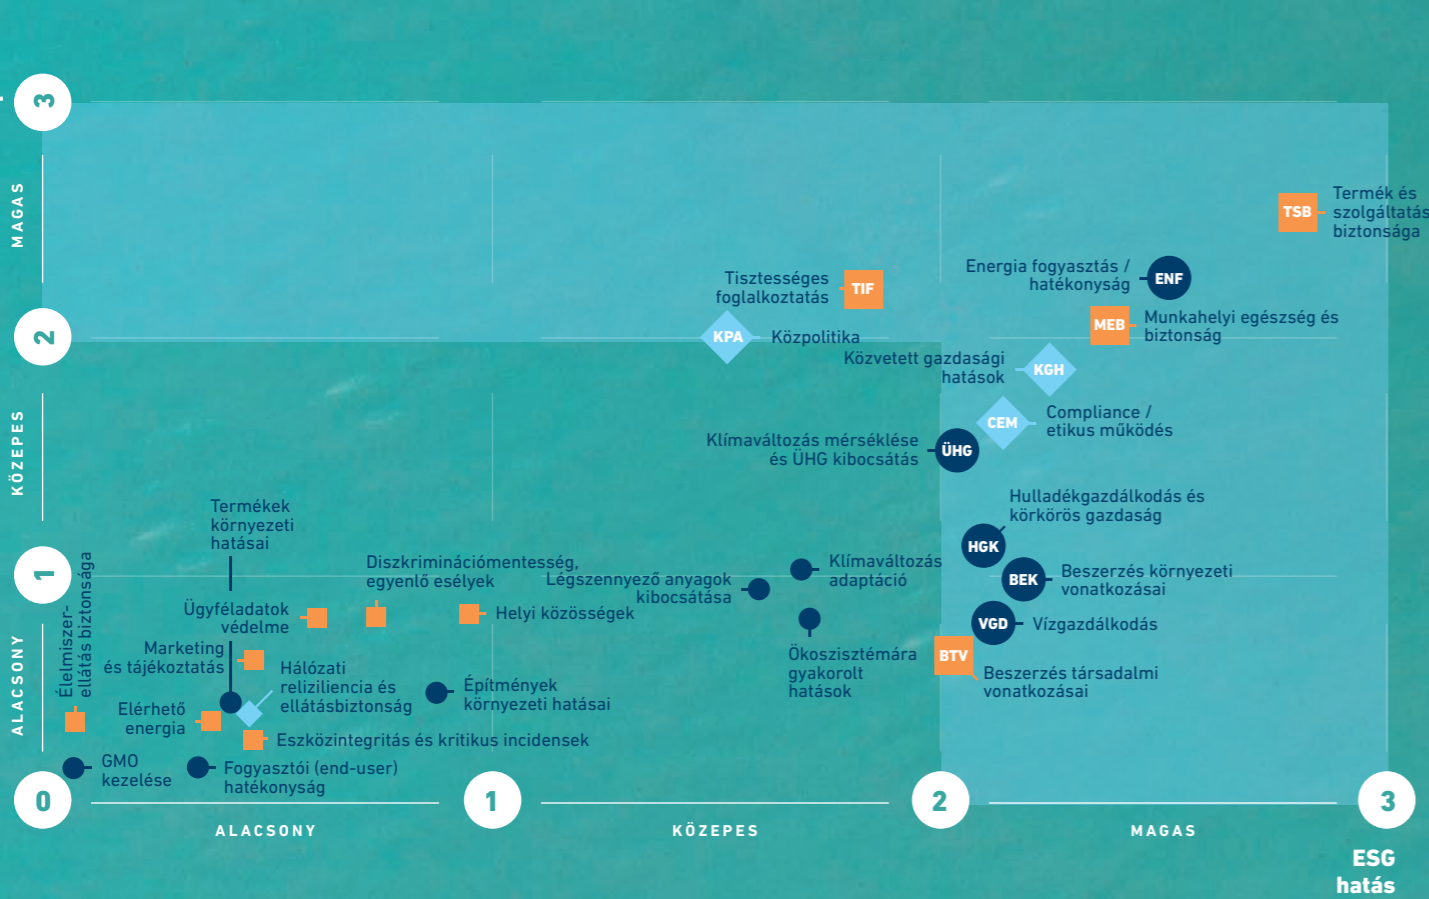 3
MAGAS
2
KÖZEPES
1
ALACSONY
0
Termék és
szolgáltatás
biztonsága
TSB
Energia fogyasztás /
hatékonyság
ENF
Tisztességes
foglalkoztatás
TIF
MEB
Munkahelyi egészség és
biztonság
KPA
Közpolitika
Közvetett gazdasági
hatások
KGH
CEM
Compliance /
etikus működés
Klímaváltozás mérséklése
és ÜHG kibocsátás
ÜHG
Hulladékgazdálkodás és
körkörös gazdaság
HGK
Termékek
környezeti
hatásai
Diszkriminációmentesség,
egyenlő esélyek
Légszennyező anyagok
kibocsátása
Klímaváltozás
adaptáció
BEK
Beszerzés környezeti
vonatkozásai
Élelmiszer-
ellátás biztonsága
Ügyféladatok
védelme
Helyi közösségek
VGD
Vízgazdálkodás
Marketing
és tájékoztatás
Hálózati
reliziliencia és
ellátásbiztonság
Ökoszisztémára
gyakorolt
hatások
BTV
Beszerzés társadalmi
vonatkozásai
Építmények
környezeti hatásai
Elérhető
energia
Eszközintegritás és kritikus incidensek
GMO
kezelése
Fogyasztói (end-user)
hatékonyság
1
2
3
ALACSONY
KÖZEPES
MAGAS
ESG
hatás